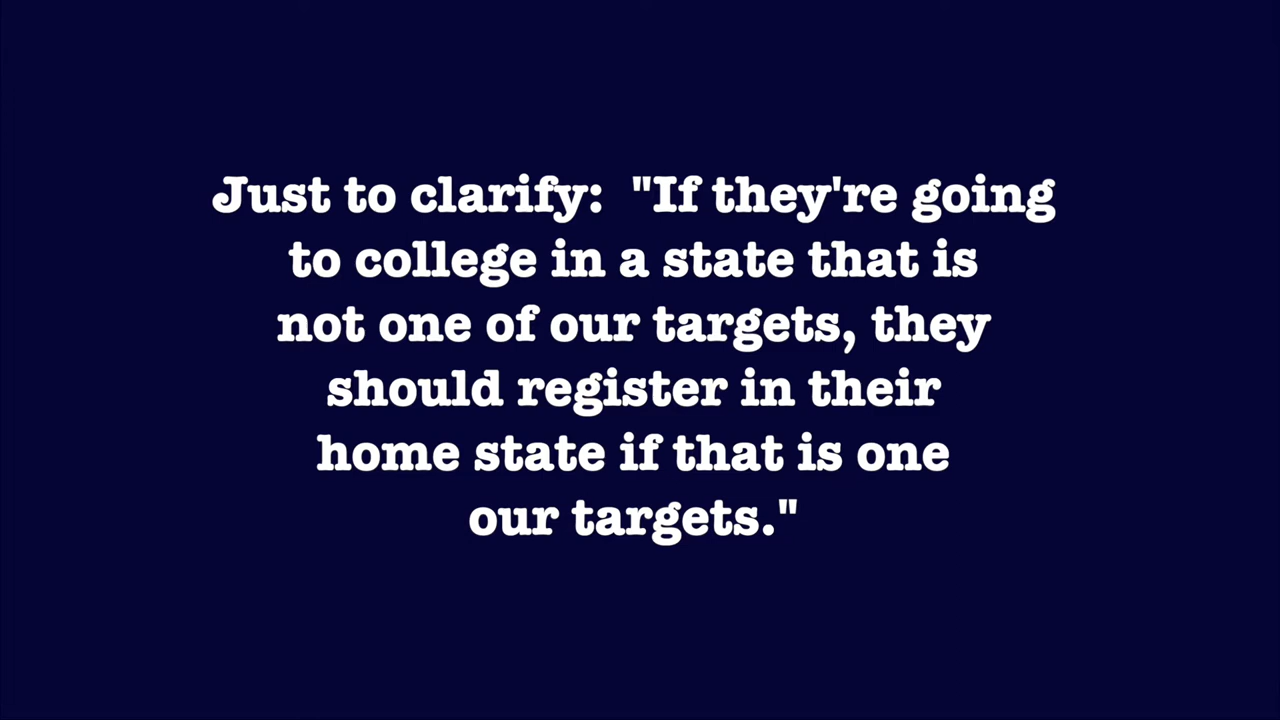 Just to clarify:  "If they're going
to college in a state that is
not one of our targets, they
should register in their
home state if that is one
our targets."